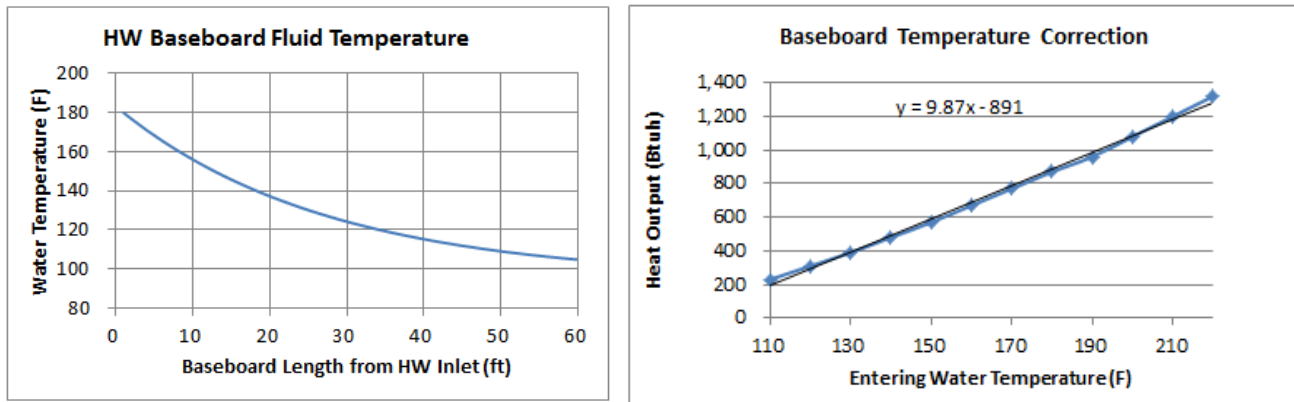 HW Baseboard Fluid Temperature
Water Temperature (F)
200
180
160
140
120
100
80
0 10 20 30 40 50 60
Baseboard Length from HW Inlet (ft)
Baseboard Temperature Correction
y = 9.87x - 891
Heat Output (Btuh)
1,400
1,200
1,000
800
600
400
200
0
110 130 150 170 190 210
Entering Water Temperature (F)